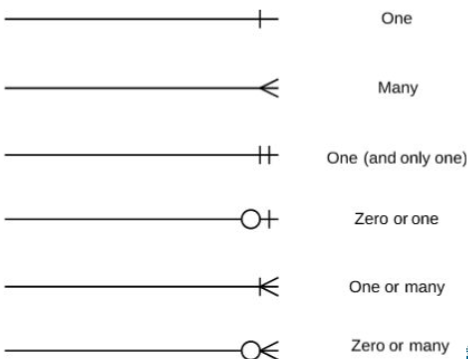 One
Many
One (and only one)
Zero or one
One or many
Zero or many